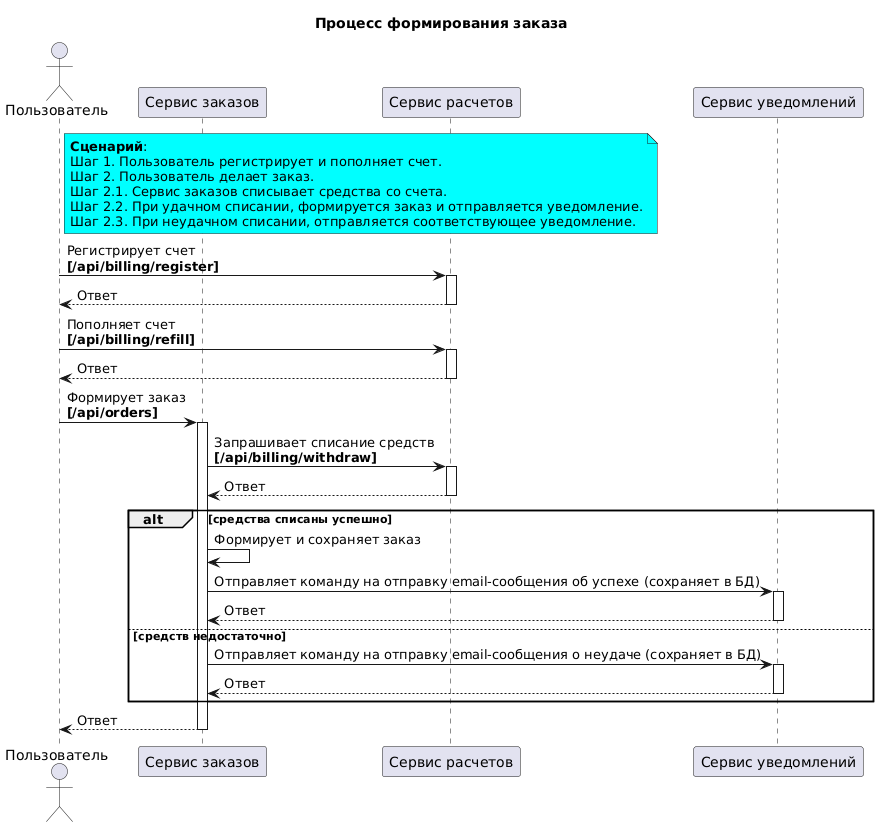 Процесс формирования заказа
Пользователь
Сервис заказов
Сервис расчетов
Сервис уведомлений
Сценарий:
Шаг 1. Пользователь регистрирует и пополняет счет.
Шаг 2. Пользователь делает заказ.
Шаг 2.1. Сервис заказов списывает средства со счета.
Шаг 2.2. При удачном списании, формируется заказ и отправляется уведомление.
Шаг 2.3. При неудачном списании, отправляется соответствующее уведомление.
Регистрирует счет
[/api/billing/register]
Ответ
Пополняет счет
[/api/billing/refill]
Ответ
Формирует заказ
[/api/orders]
Запрашивает списание средств
[/api/billing/withdraw]
Ответ
alt
[средства списаны успешно]
Формирует и сохраняет заказ
Отправляет команду на отправку email-сообщения об успехе (сохраняет в БД)
Ответ
[средств недостаточно]
Отправляет команду на отправку email-сообщения о неудаче (сохраняет в БД)
Ответ
Ответ
Пользователь
Сервис заказов
Сервис расчетов
Сервис уведомлений